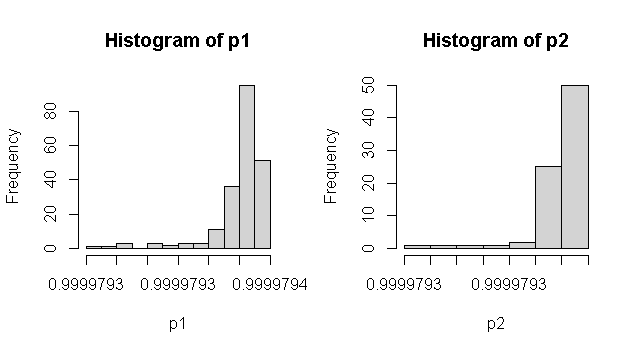 Histogram of p1
Frequency
0 20 40 60 80
0.9999793 0.9999793 0.9999794
p1
Histogram of p2
Frequency
0 10 20 30 40 50
0.9999793 0.9999793
p2